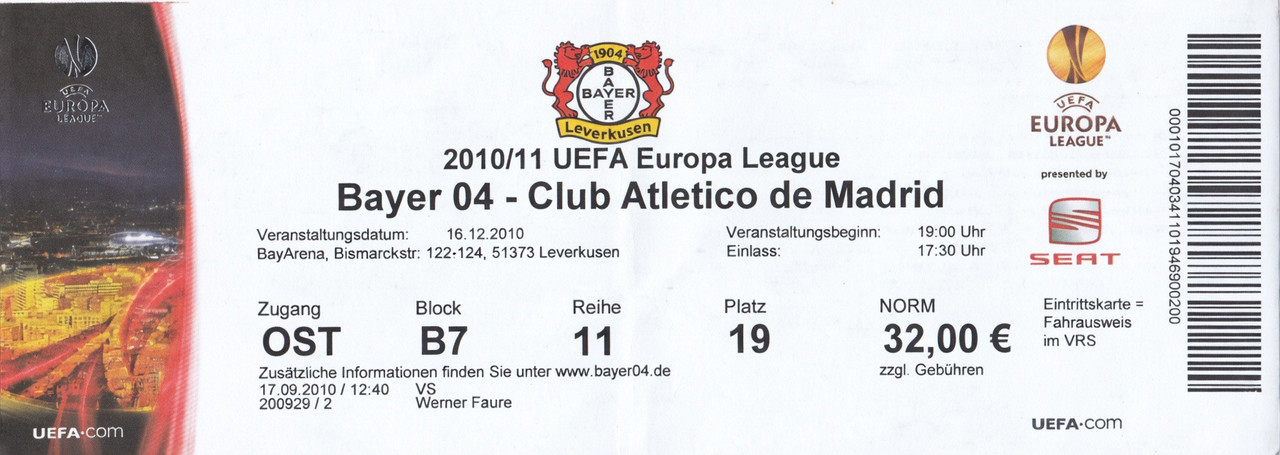 UEFA
EUROPA
LEAGUE™
UEFA.com
1904
BAYER
BAYER
Leverkusen
2010/11 UEFA Europa League
Bayer 04 - Club Atletico de Madrid
Veranstaltungsdatum: 16.12.2010
BayArena, Bismarckstr: 122-124, 51373 Leverkusen
Veranstaltungsbeginn: 19:00 Uhr
Einlass: 17:30 Uhr
Zugang Block Reihe Platz NORM
OST B7 11 19 32,00 €
zzgl. Gebühren
Zusätzliche Informationen finden Sie unter www.bayer04.de
17.09.2010 / 12:40 VS
200929 / 2 Werner Faure
UEFA
EUROPA
LEAGUE™
presented by
SEAT
Eintrittskarte =
Fahrausweis
im VRS
UEFA.com
0001017040341101946900200